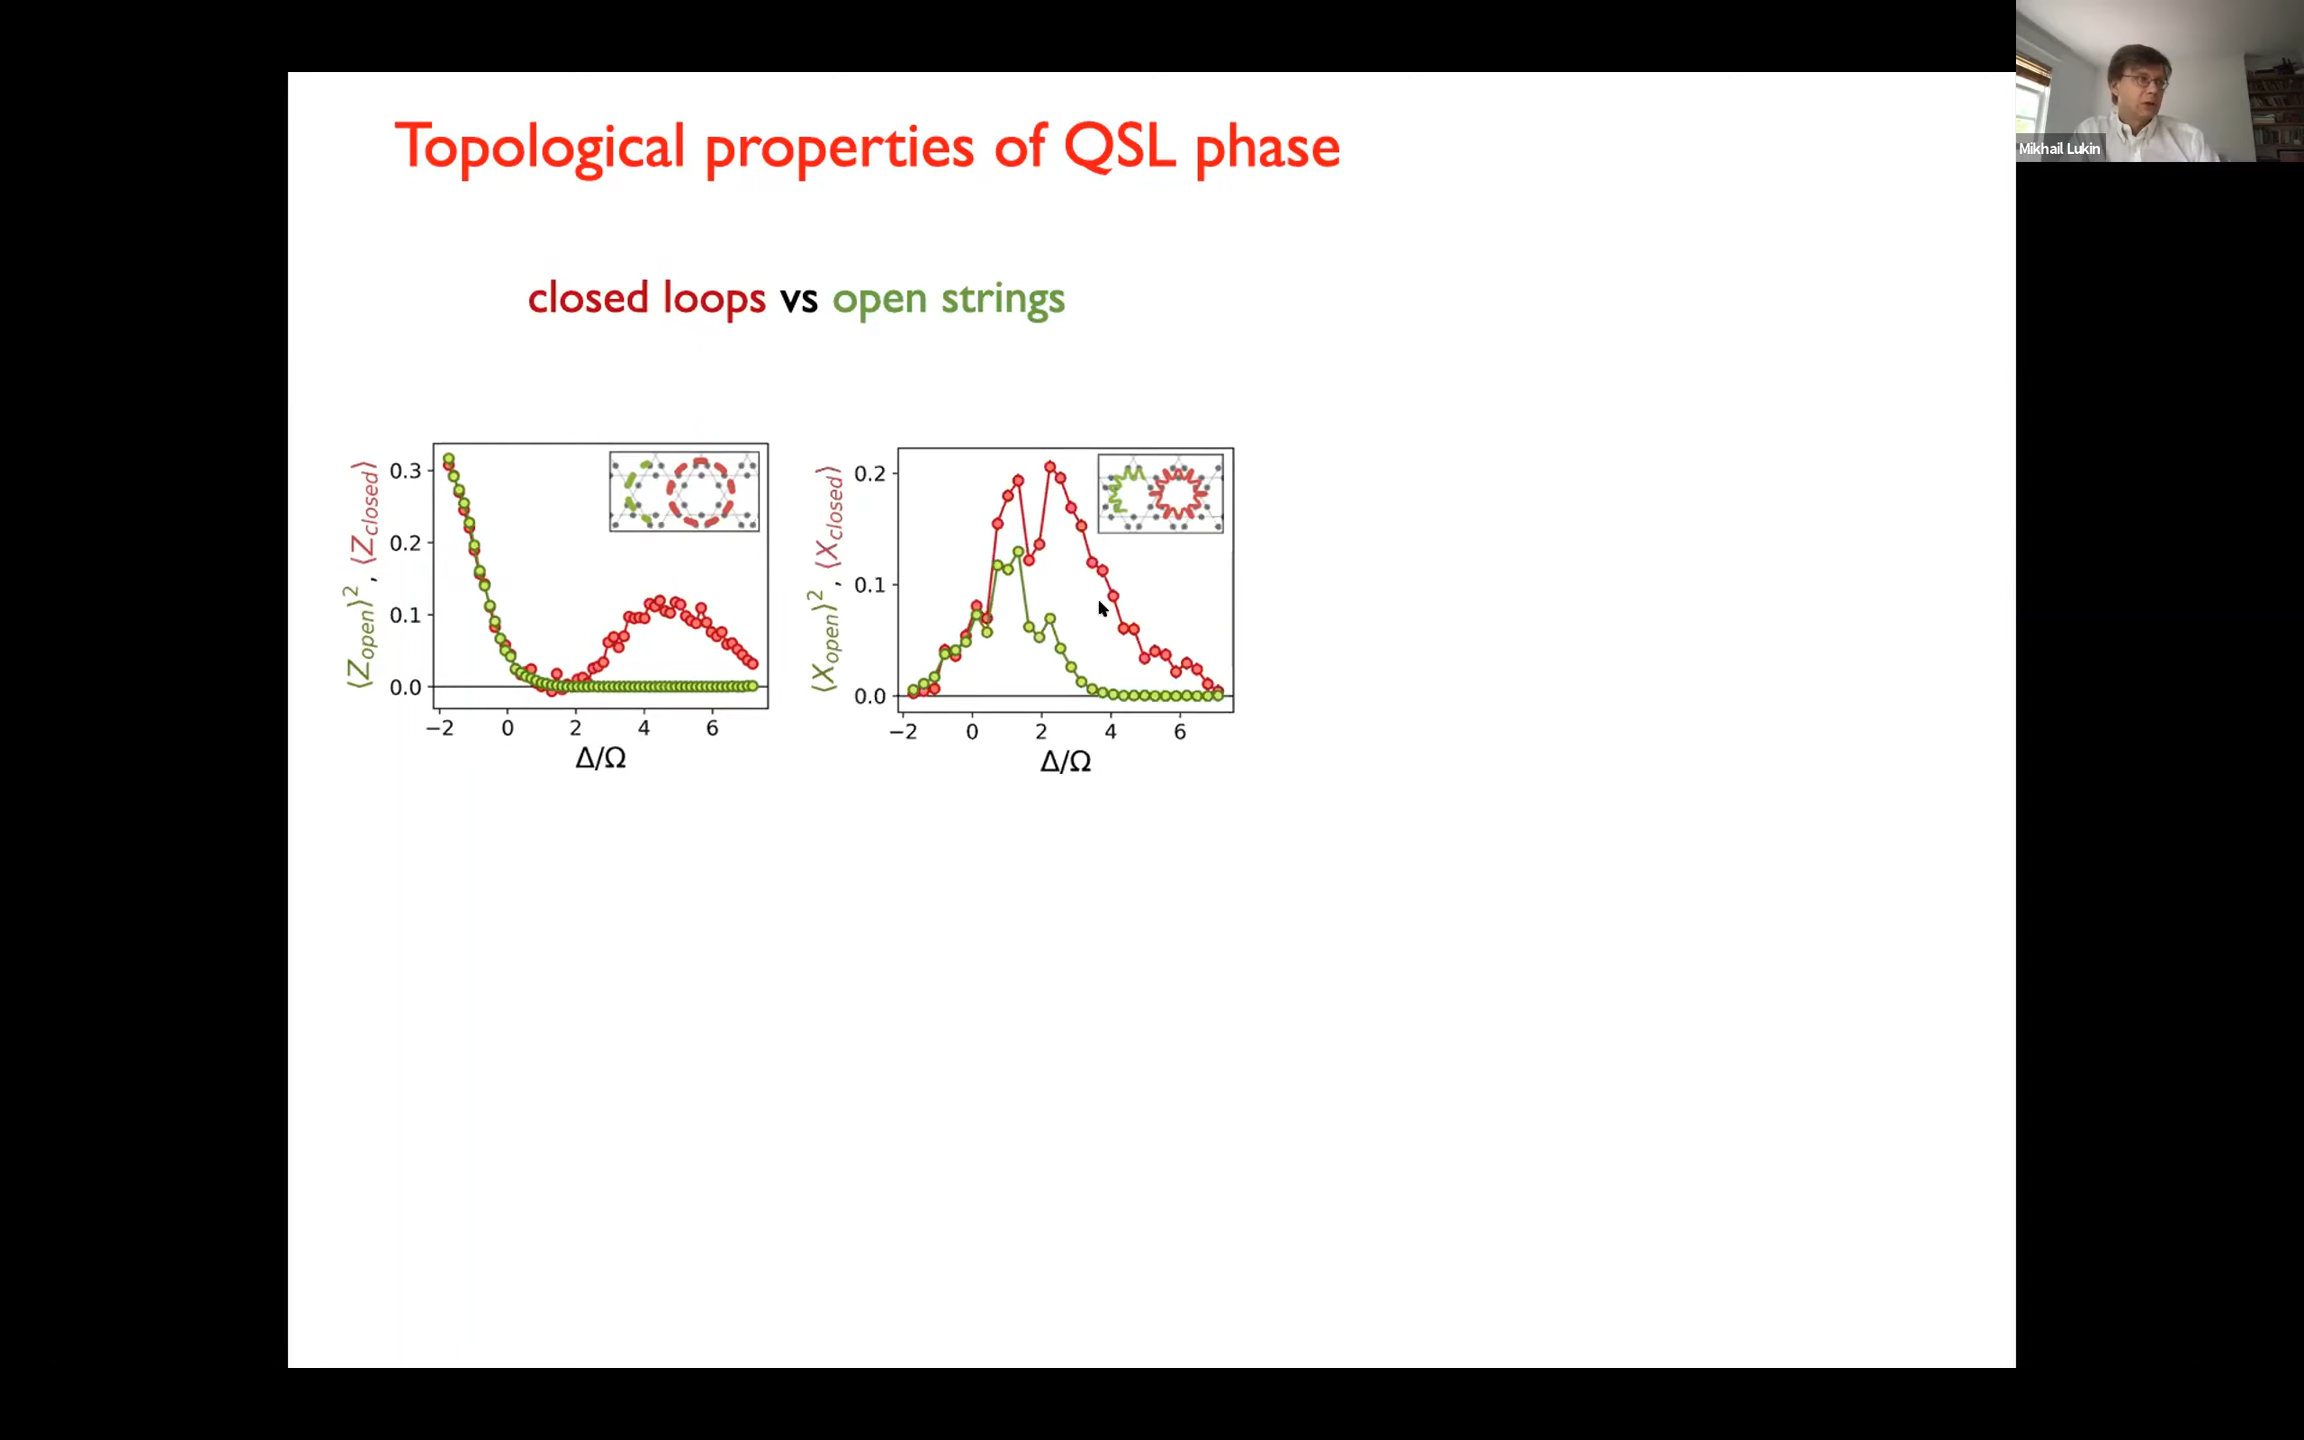 Topological properties of QSL phase
Mikhail Lukin
closed loops vs open strings
⟨Z_open⟩², ⟨Z_closed⟩
0.3
0.2
0.1
0.0
−2 0 2 4 6
Δ/Ω
⟨X_open⟩², ⟨X_closed⟩
0.2
0.1
0.0
−2 0 2 4 6
Δ/Ω